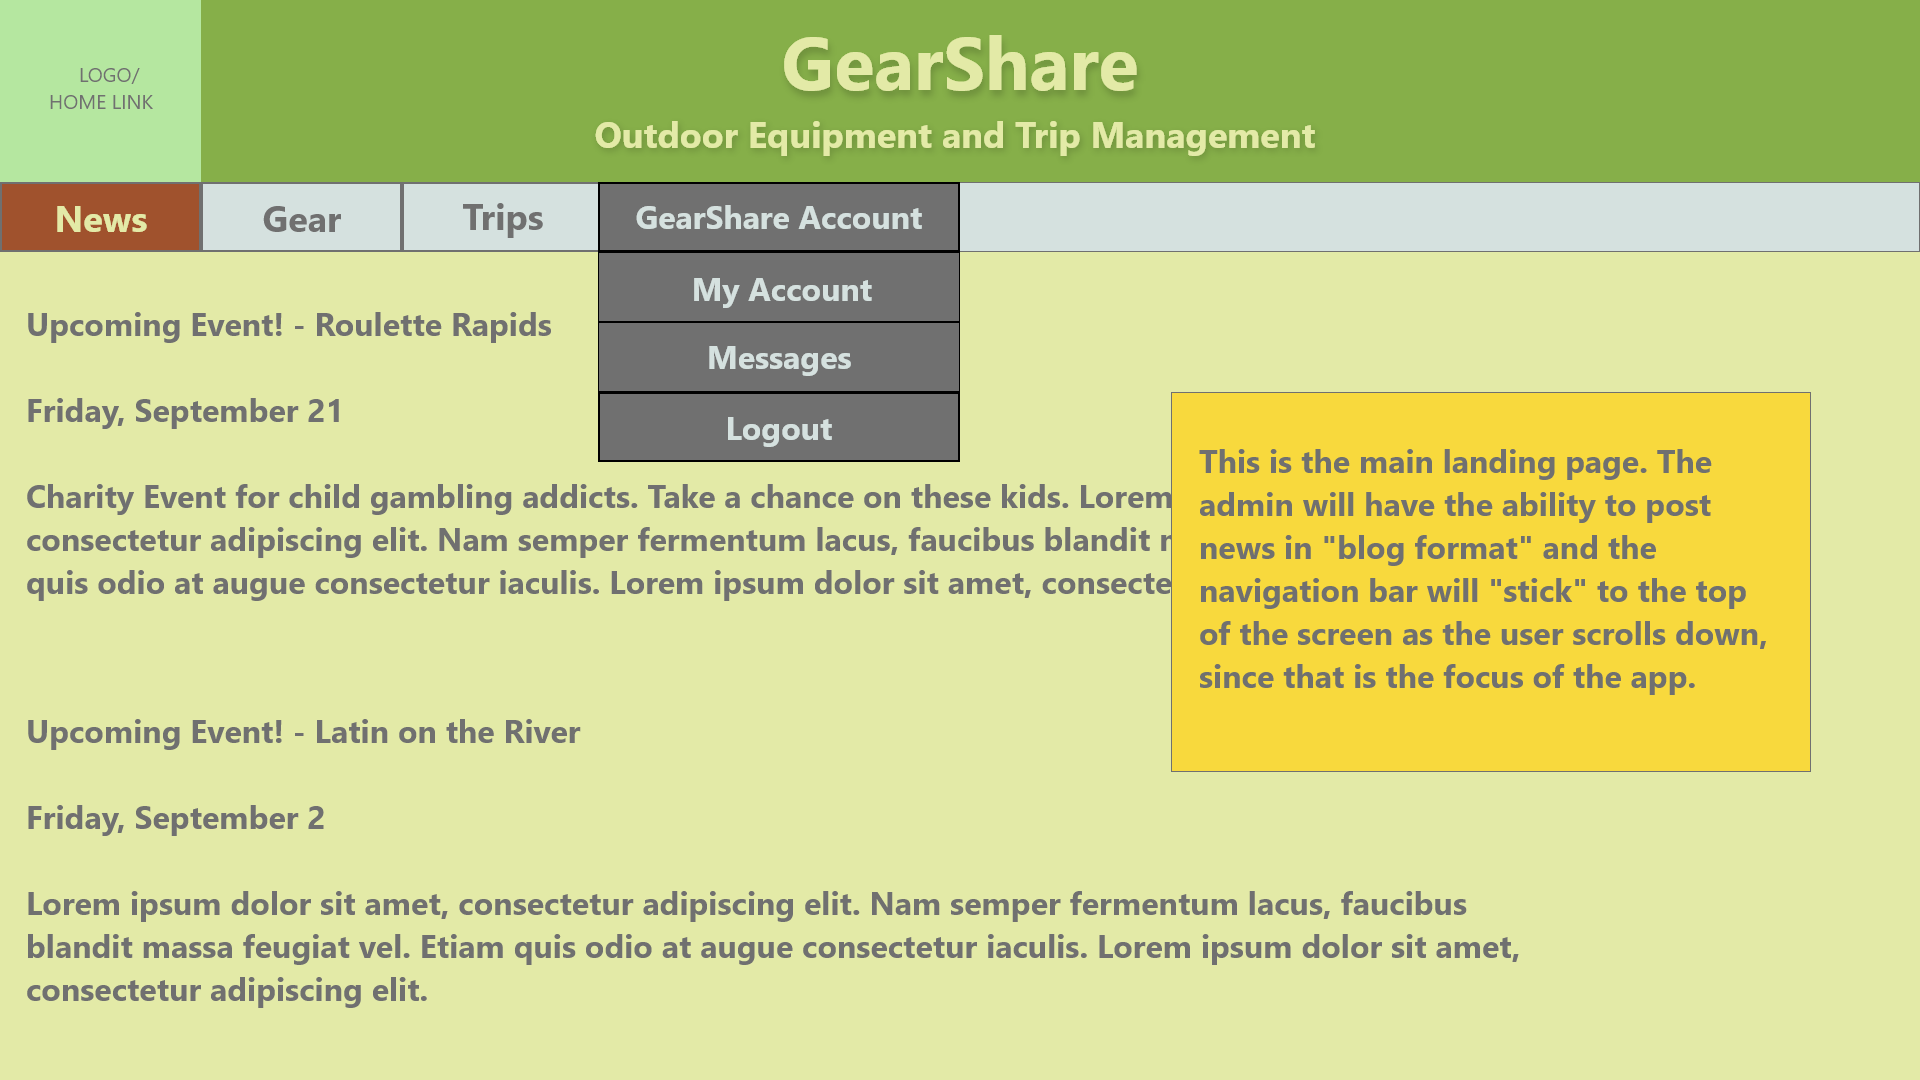 LOGO/
HOME LINK
GearShare
Outdoor Equipment and Trip Management
News
Gear
Trips
GearShare Account
My Account
Messages
Logout
Upcoming Event! - Roulette Rapids
Friday, September 21
Charity Event for child gambling addicts. Take a chance on these kids. Lorem
consectetur adipiscing elit. Nam semper fermentum lacus, faucibus blandit
quis odio at augue consectetur iaculis. Lorem ipsum dolor sit amet, consecte
This is the main landing page. The
admin will have the ability to post
news in "blog format" and the
navigation bar will "stick" to the top
of the screen as the user scrolls down,
since that is the focus of the app.
Upcoming Event! - Latin on the River
Friday, September 2
Lorem ipsum dolor sit amet, consectetur adipiscing elit. Nam semper fermentum lacus, faucibus
blandit massa feugiat vel. Etiam quis odio at augue consectetur iaculis. Lorem ipsum dolor sit amet,
consectetur adipiscing elit.